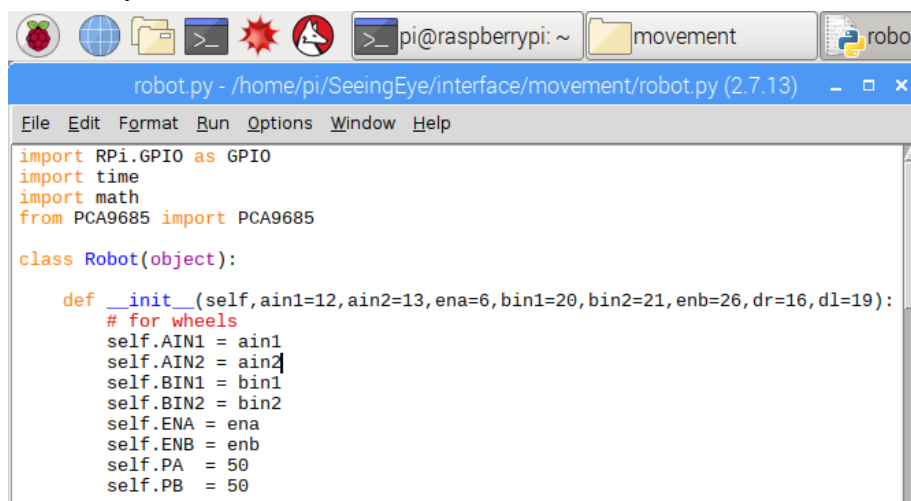 pi@raspberrypi: ~ movement robo
robot.py - /home/pi/SeeingEye/interface/movement/robot.py (2.7.13)
File Edit Format Run Options Window Help
import RPi.GPIO as GPIO
import time
import math
from PCA9685 import PCA9685

class Robot(object):

    def __init__(self,ain1=12,ain2=13,ena=6,bin1=20,bin2=21,enb=26,dr=16,dl=19):
        # for wheels
        self.AIN1 = ain1
        self.AIN2 = ain2
        self.BIN1 = bin1
        self.BIN2 = bin2
        self.ENA = ena
        self.ENB = enb
        self.PA  = 50
        self.PB  = 50